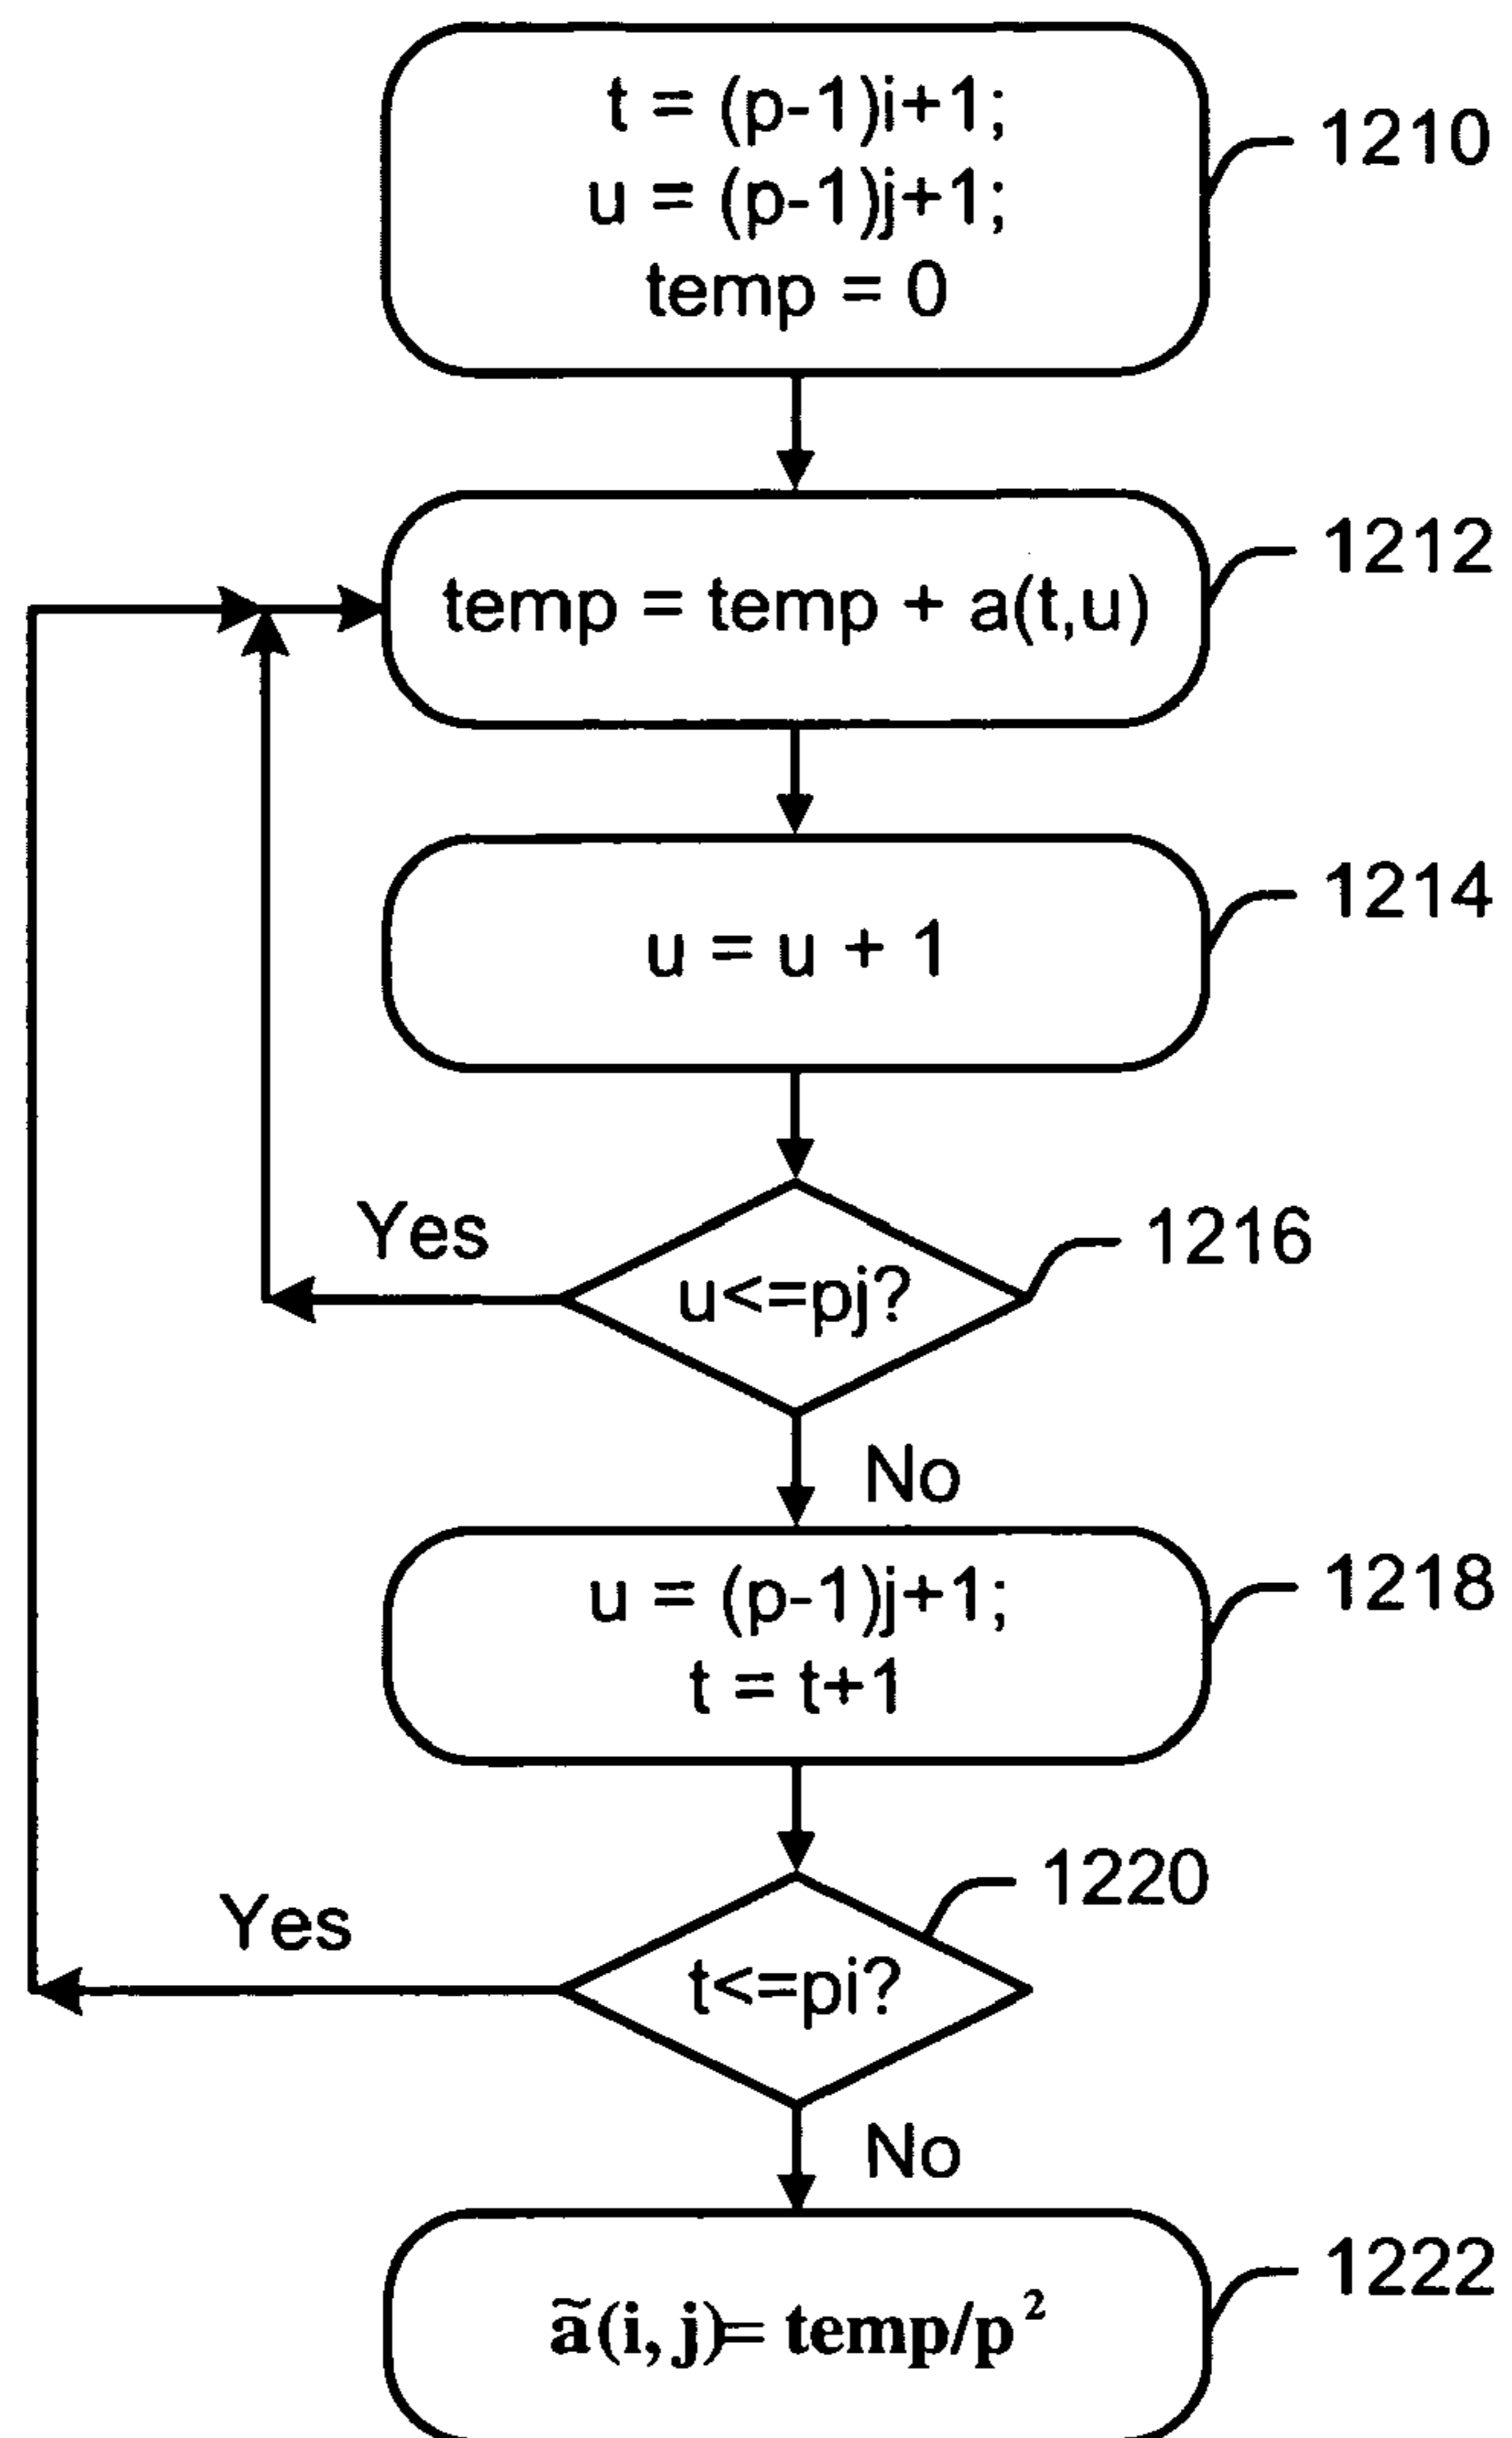 t = (p-1)i+1;
u = (p-1)j+1;
temp = 0
1210
temp = temp + a(t,u)
1212
u = u + 1
1214
Yes
u<=pj?
1216
No
u = (p-1)j+1;
t = t+1
1218
Yes
t<=pi?
1220
No
ã(i,j)= temp/p²
1222